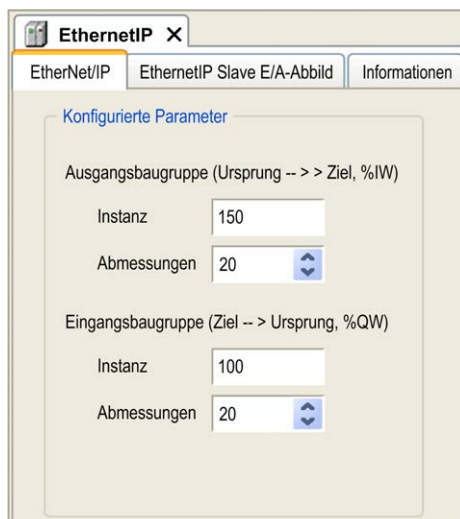 EthernetIP X
EtherNet/IP EthernetIP Slave E/A-Abbild Informationen
Konfigurierte Parameter
Ausgangsbaugruppe (Ursprung -- > > Ziel, %IW)
Instanz 150
Abmessungen 20
Eingangsbaugruppe (Ziel -- > Ursprung, %QW)
Instanz 100
Abmessungen 20